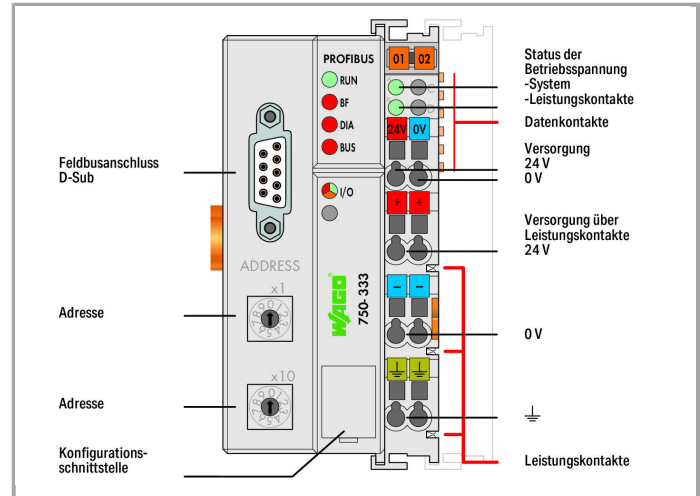 Feldbusanschluss
D-Sub
Adresse
Adresse
Konfigurations-
schnittstelle
PROFIBUS
RUN
BF
DIA
BUS
I/O
ADDRESS
x1
x10
WAGO
750-333
01 02
A C
B D
24V 0V
+ +
— —
Status der
Betriebsspannung
-System
-Leistungskontakte
Datenkontakte
Versorgung
24 V
0 V
Versorgung über
Leistungskontakte
24 V
0 V
Leistungskontakte